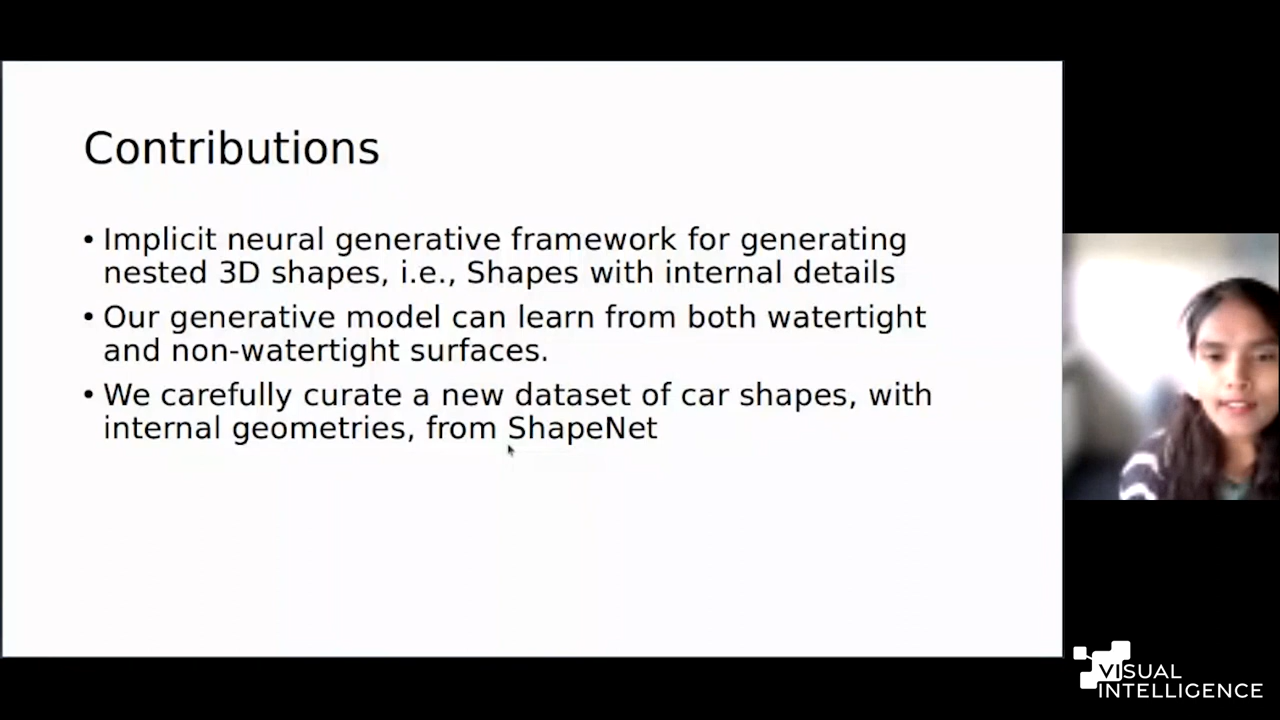 Contributions
• Implicit neural generative framework for generating
nested 3D shapes, i.e., Shapes with internal details
• Our generative model can learn from both watertight
and non-watertight surfaces.
• We carefully curate a new dataset of car shapes, with
internal geometries, from ShapeNet
VISUAL
INTELLIGENCE